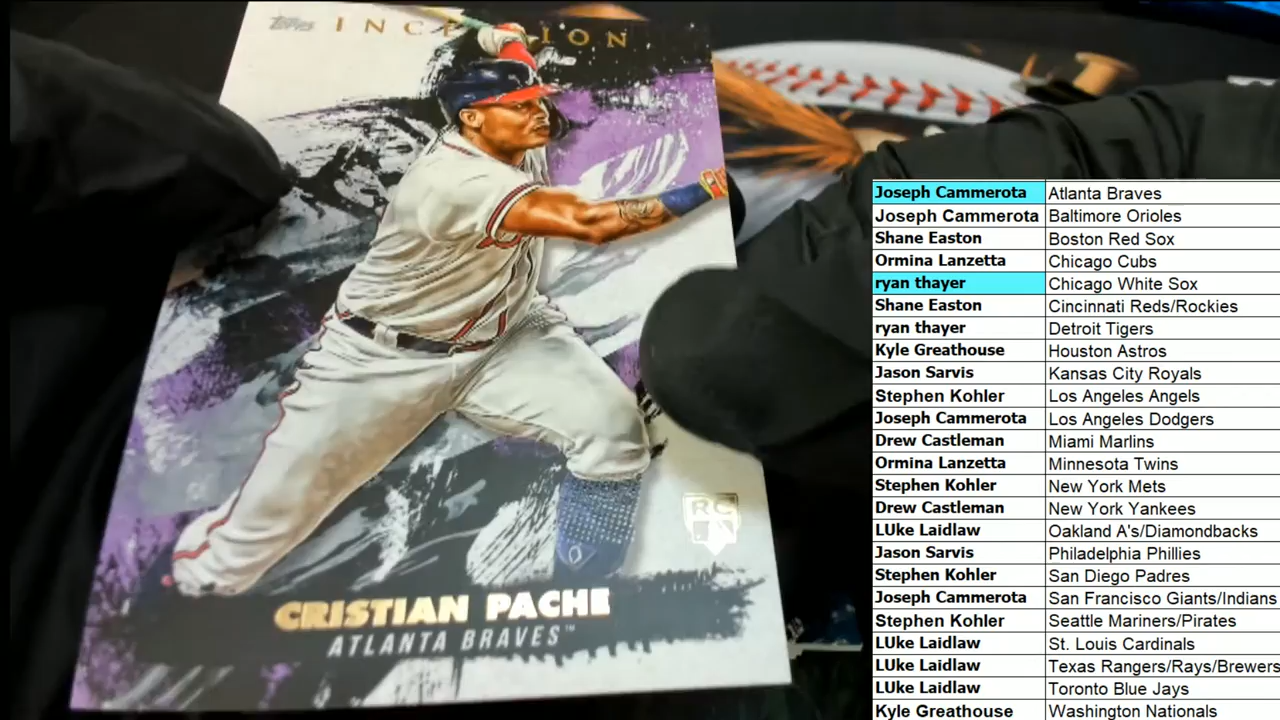 Topps INCEPTION
RC
CRISTIAN PACHE
ATLANTA BRAVES™
Joseph Cammerota Atlanta Braves
Joseph Cammerota Baltimore Orioles
Shane Easton Boston Red Sox
Ormina Lanzetta Chicago Cubs
ryan thayer Chicago White Sox
Shane Easton Cincinnati Reds/Rockies
ryan thayer Detroit Tigers
Kyle Greathouse Houston Astros
Jason Sarvis Kansas City Royals
Stephen Kohler Los Angeles Angels
Joseph Cammerota Los Angeles Dodgers
Drew Castleman Miami Marlins
Ormina Lanzetta Minnesota Twins
Stephen Kohler New York Mets
Drew Castleman New York Yankees
LUke Laidlaw Oakland A's/Diamondbacks
Jason Sarvis Philadelphia Phillies
Stephen Kohler San Diego Padres
Joseph Cammerota San Francisco Giants/Indians
Stephen Kohler Seattle Mariners/Pirates
LUke Laidlaw St. Louis Cardinals
LUke Laidlaw Texas Rangers/Rays/Brewers
LUke Laidlaw Toronto Blue Jays
Kyle Greathouse Washington Nationals